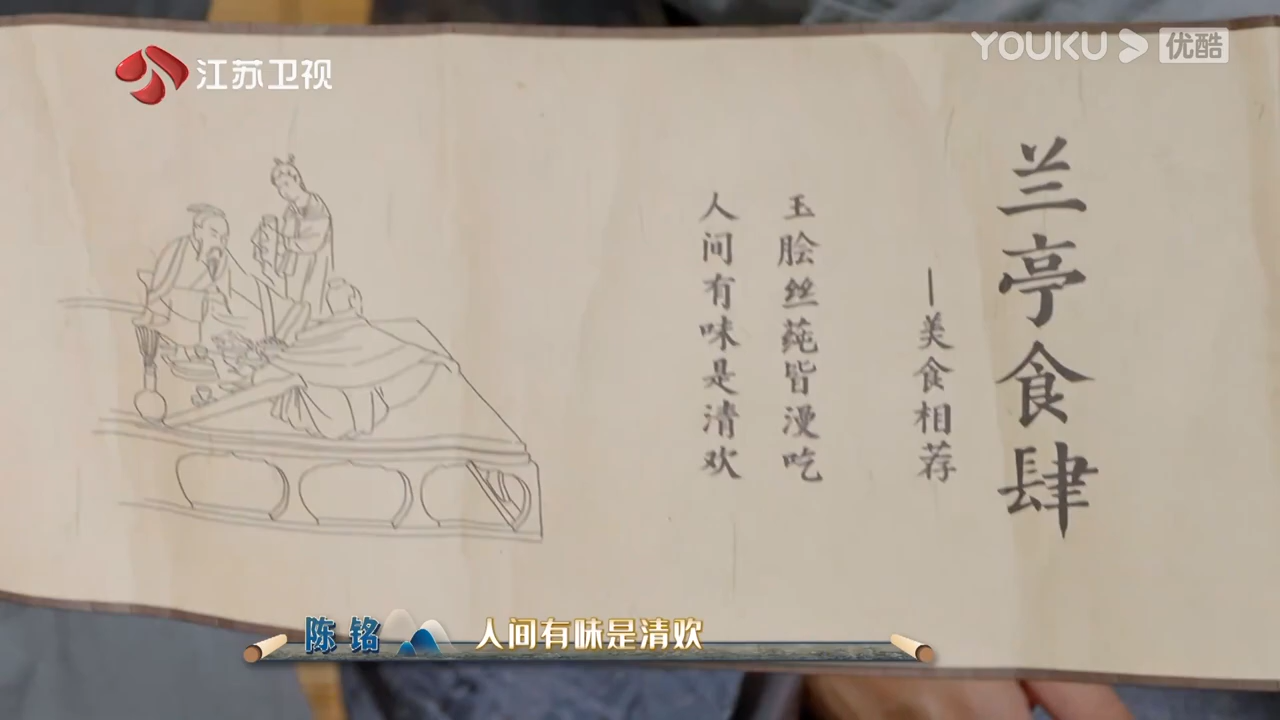 江苏卫视
YOUKU 优酷
兰亭食肆
—美食相荐
玉脍丝莼皆漫吃
人间有味是清欢
陈铭 人间有味是清欢